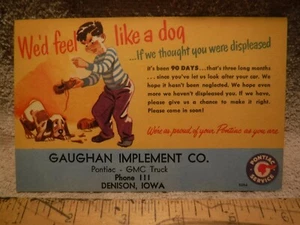 We'd feel like a dog
...If we thought you were displeased
It's been 90 DAYS...that's three long months
...since you've let us look after your car. We
hope it hasn't been neglected. We hope even
more we haven't displeased you. If we have,
please give us a chance to make it right.
Please come in soon!
We're as proud of your Pontiac as you are
GAUGHAN IMPLEMENT CO.
Pontiac - GMC Truck
Phone 111
DENISON, IOWA
PONTIAC
SERVICE